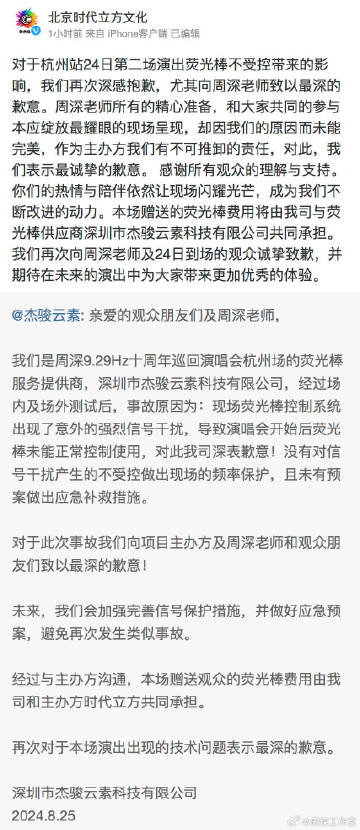 北京时代立方文化
1小时前 来自 iPhone客户端 已编辑
对于杭州站24日第二场演出荧光棒不受控带来的影
响，我们再次深感抱歉，尤其向周深老师致以最深的
歉意。周深老师所有的精心准备，和大家共同的参与
本应绽放最耀眼的现场呈现，却因我们的原因而未能
完美，作为主办方我们有不可推卸的责任，对此，我
们表示最诚挚的歉意。 感谢所有观众的理解与支持。
你们的热情与陪伴依然让现场闪耀光芒，成为我们不
断改进的动力。本场赠送的荧光棒费用将由我司与荧
光棒供应商深圳市杰骏云素科技有限公司共同承担。
我们再次向周深老师及24日到场的观众诚挚致歉，并
期待在未来的演出中为大家带来更加优秀的体验。
@杰骏云素: 亲爱的观众朋友们及周深老师，
我们是周深9.29Hz十周年巡回演唱会杭州场的荧光棒
服务提供商，深圳市杰骏云素科技有限公司，经过场
内及场外测试后，事故原因为：现场荧光棒控制系统
出现了意外的强烈信号干扰，导致演唱会开始后荧光
棒未能正常控制使用，对此我司深表歉意！没有对信
号干扰产生的不受控做出现场的频率保护，且未有预
案做出应急补救措施。
对于此次事故我们向项目主办方及周深老师和观众朋
友们致以最深的歉意！
未来，我们会加强完善信号保护措施，并做好应急预
案，避免再次发生类似事故。
经过与主办方沟通，本场赠送观众的荧光棒费用由我
司和主办方时代立方共同承担。
再次对于本场演出出现的技术问题表示最深的歉意。
深圳市杰骏云素科技有限公司
2024.8.25